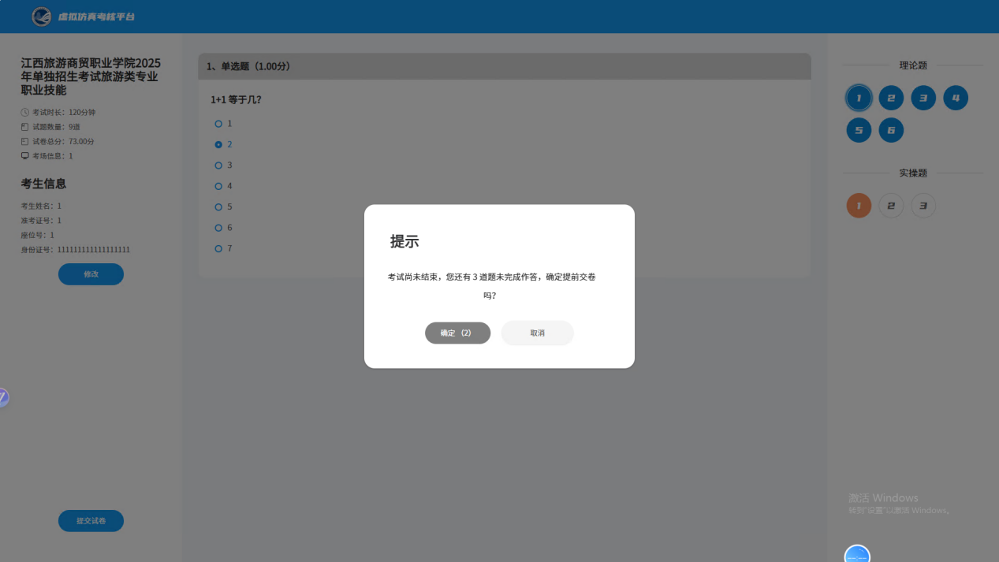 虚拟仿真考核平台
江西旅游商贸职业学院2025
年单独招生考试旅游类专业
职业技能
考试时长：120分钟
试题数量：9道
试卷总分：73.00分
考场信息：1
考生信息
考生姓名：1
准考证号：1
座位号：1
身份证号：111111111111111111
修改
提交试卷
1、单选题（1.00分）
1+1 等于几？
1
2
3
4
5
6
7
提示
考试尚未结束，您还有 3 道题未完成作答，确定提前交卷
吗？
确定 （2）
取消
理论题
1 2 3 4
5 6
实操题
1 2 3
激活 Windows
转到"设置"以激活 Windows。